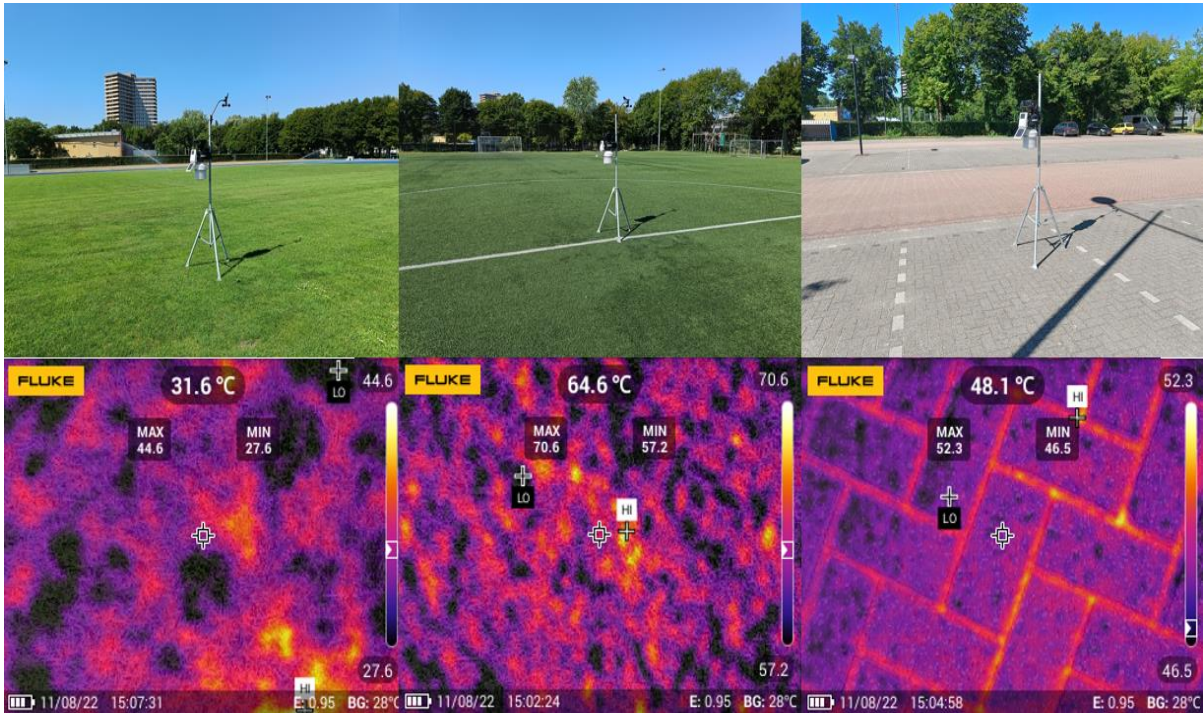 FLUKE
31.6 °C
44.6
LO
MAX
44.6
MIN
27.6
27.6
HI
11/08/22 15:07:31 E: 0.95 BG: 28°C
FLUKE
64.6 °C
70.6
MAX
70.6
MIN
57.2
LO
HI
57.2
11/08/22 15:02:24 E: 0.95 BG: 28°C
FLUKE
48.1 °C
52.3
HI
MAX
52.3
MIN
46.5
LO
46.5
11/08/22 15:04:58 E: 0.95 BG: 28°C